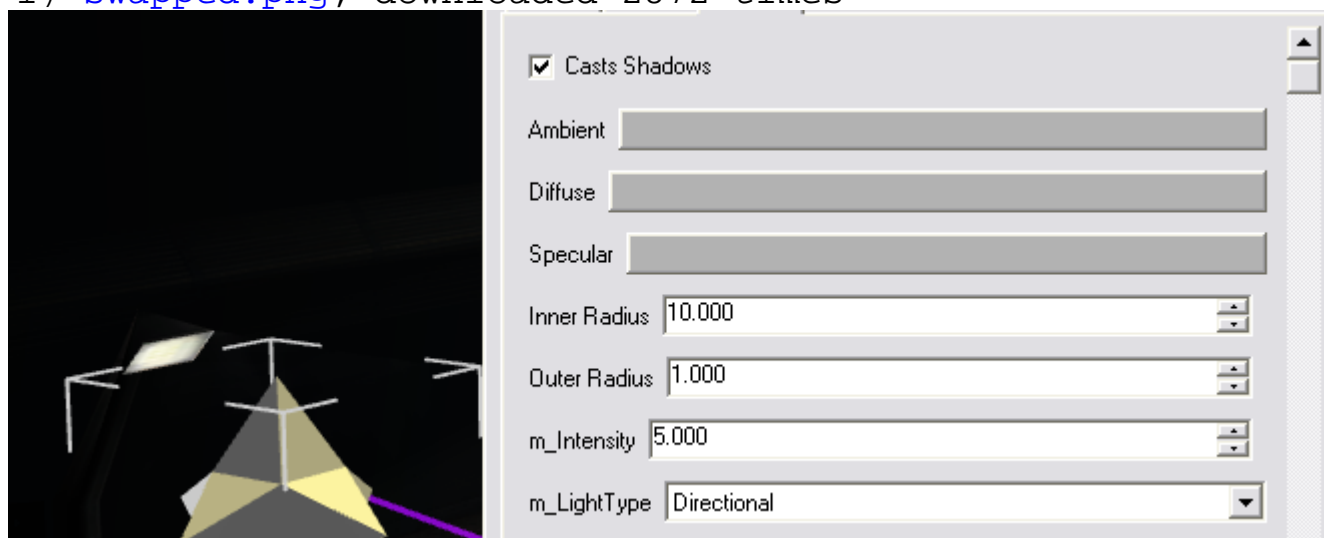 Casts Shadows
Ambient
Diffuse
Specular
Inner Radius 10.000
Outer Radius 1.000
m_Intensity 5.000
m_LightType Directional